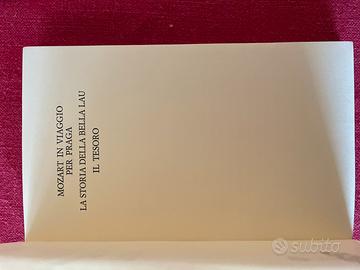 MOZART IN VIAGGIO
PER PRAGA
LA STORIA DELLA BELLA LAU
IL TESORO
subito